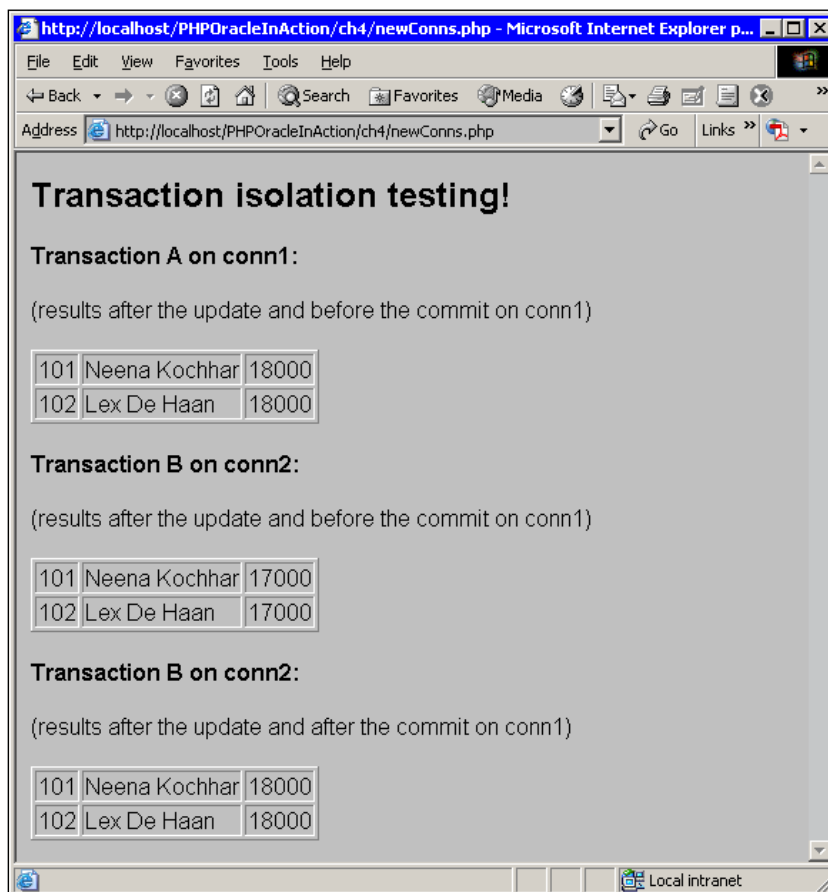 http://localhost/PHPOracleInAction/ch4/newConns.php - Microsoft Internet Explorer p...
File Edit View Favorites Tools Help
Back Search Favorites Media »
Address http://localhost/PHPOracleInAction/ch4/newConns.php Go Links »
Transaction isolation testing!
Transaction A on conn1:
(results after the update and before the commit on conn1)
101 Neena Kochhar 18000
102 Lex De Haan 18000
Transaction B on conn2:
(results after the update and before the commit on conn1)
101 Neena Kochhar 17000
102 Lex De Haan 17000
Transaction B on conn2:
(results after the update and after the commit on conn1)
101 Neena Kochhar 18000
102 Lex De Haan 18000
Local intranet